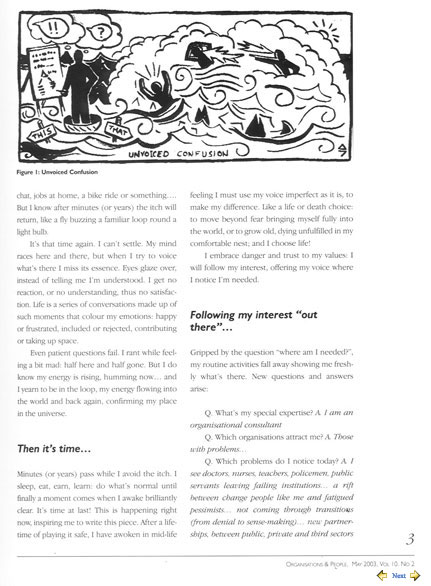 !!
?
THIS
THAT
UNVOICED CONFUSION
Figure 1: Unvoiced Confusion
chat, jobs at home, a bike ride or something….
But I know after minutes (or years) the itch will
return, like a fly buzzing a familiar loop round a
light bulb.
It's that time again. I can't settle. My mind
races here and there, but when I try to voice
what's there I miss its essence. Eyes glaze over,
instead of telling me I'm understood. I get no
reaction, or no understanding, thus no satisfac-
tion. Life is a series of conversations made up of
such moments that colour my emotions: happy
or frustrated, included or rejected, contributing
or taking up space.
Even patient questions fail. I rant while feel-
ing a bit mad: half here and half gone. But I do
know my energy is rising, humming now… and
I yearn to be in the loop, my energy flowing into
the world and back again, confirming my place
in the universe.
Then it's time…
Minutes (or years) pass while I avoid the itch. I
sleep, eat, earn, learn: do what's normal until
finally a moment comes when I awake brilliantly
clear. It's time at last! This is happening right
now, inspiring me to write this piece. After a life-
time of playing it safe, I have awoken in mid-life
feeling I must use my voice imperfect as it is, to
make my difference. Like a life or death choice:
to move beyond fear bringing myself fully into
the world, or to grow old, dying unfulfilled in my
comfortable nest; and I choose life!
I embrace danger and trust to my values: I
will follow my interest, offering my voice where
I notice I'm needed.
Following my interest "out
there"…
Gripped by the question "where am I needed?",
my routine activities fall away showing me fresh-
ly what's there. New questions and answers
arise:
Q. What's my special expertise? A. I am an
organisational consultant
Q. Which organisations attract me? A. Those
with problems…
Q. Which problems do I notice today? A. I
see doctors, nurses, teachers, policemen, public
servants leaving failing institutions… a rift
between change people like me and fatigued
pessimists… not coming through transitions
(from denial to sense-making)… new partner-
ships, between public, private and third sectors
3
ORGANISATIONS & PEOPLE, MAY 2003, VOL 10, NO 2
Next